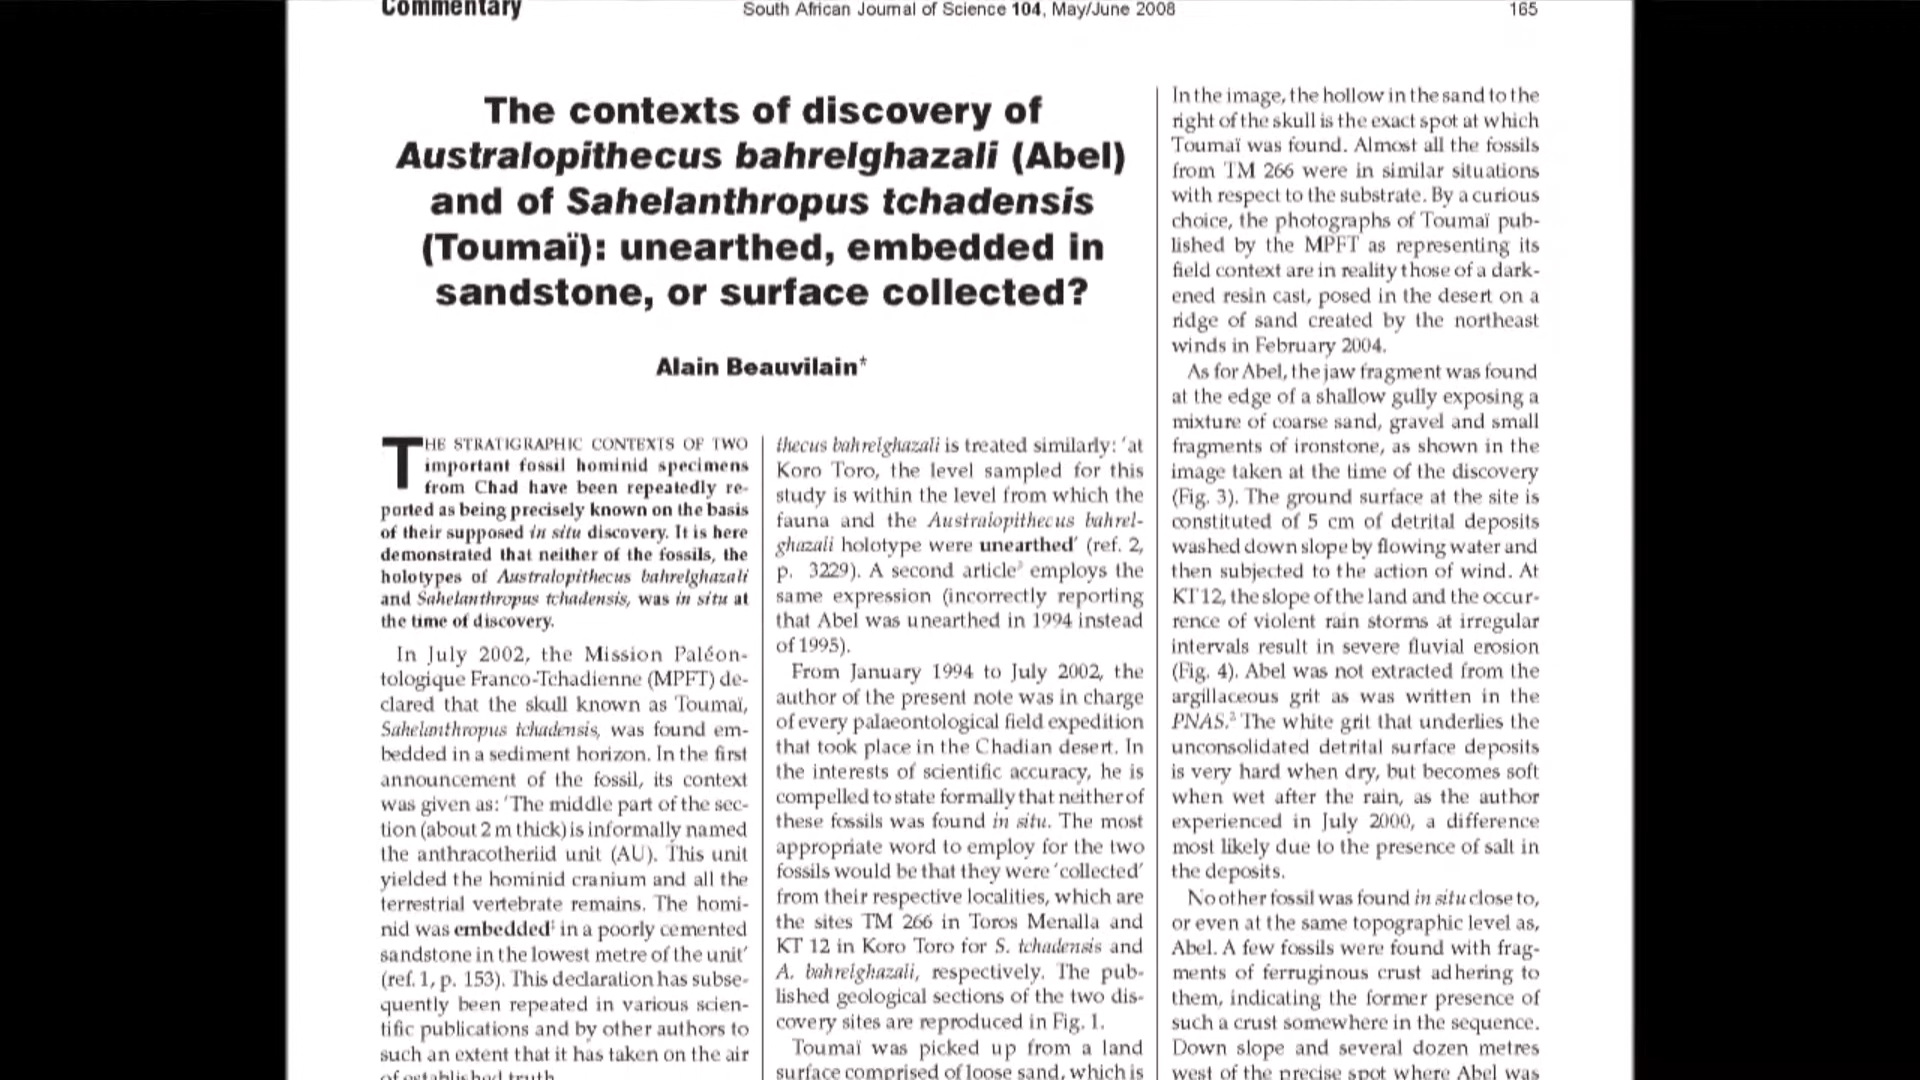 Commentary
South African Journal of Science 104, May/June 2008
165
The contexts of discovery of
Australopithecus bahrelghazali (Abel)
and of Sahelanthropus tchadensis
(Toumaï): unearthed, embedded in
sandstone, or surface collected?
Alain Beauvilain*
THE STRATIGRAPHIC CONTEXTS OF TWO
important fossil hominid specimens
from Chad have been repeatedly re-
ported as being precisely known on the basis
of their supposed in situ discovery. It is here
demonstrated that neither of the fossils, the
holotypes of Australopithecus bahrelghazali
and Sahelanthropus tchadensis, was in situ at
the time of discovery.
In July 2002, the Mission Paléon-
tologique Franco-Tchadienne (MPFT) de-
clared that the skull known as Toumaï,
Sahelanthropus tchadensis, was found em-
bedded in a sediment horizon. In the first
announcement of the fossil, its context
was given as: 'The middle part of the sec-
tion (about 2 m thick) is informally named
the anthracotheriid unit (AU). This unit
yielded the hominid cranium and all the
terrestrial vertebrate remains. The homi-
nid was embedded‡ in a poorly cemented
sandstone in the lowest metre of the unit'
(ref. 1, p. 153). This declaration has subse-
quently been repeated in various scien-
tific publications and by other authors to
such an extent that it has taken on the air
of established truth.
thecus bahrelghazali is treated similarly: 'at
Koro Toro, the level sampled for this
study is within the level from which the
fauna and the Australopithecus bahrel-
ghazali holotype were unearthed' (ref. 2,
p. 3229). A second article³ employs the
same expression (incorrectly reporting
that Abel was unearthed in 1994 instead
of 1995).
From January 1994 to July 2002, the
author of the present note was in charge
of every palaeontological field expedition
that took place in the Chadian desert. In
the interests of scientific accuracy, he is
compelled to state formally that neither of
these fossils was found in situ. The most
appropriate word to employ for the two
fossils would be that they were 'collected'
from their respective localities, which are
the sites TM 266 in Toros Menalla and
KT 12 in Koro Toro for S. tchadensis and
A. bahrelghazali, respectively. The pub-
lished geological sections of the two dis-
covery sites are reproduced in Fig. 1.
Toumaï was picked up from a land
surface comprised of loose sand, which is
In the image, the hollow in the sand to the
right of the skull is the exact spot at which
Toumaï was found. Almost all the fossils
from TM 266 were in similar situations
with respect to the substrate. By a curious
choice, the photographs of Toumaï pub-
lished by the MPFT as representing its
field context are in reality those of a dark-
ened resin cast, posed in the desert on a
ridge of sand created by the northeast
winds in February 2004.
As for Abel, the jaw fragment was found
at the edge of a shallow gully exposing a
mixture of coarse sand, gravel and small
fragments of ironstone, as shown in the
image taken at the time of the discovery
(Fig. 3). The ground surface at the site is
constituted of 5 cm of detrital deposits
washed down slope by flowing water and
then subjected to the action of wind. At
KT12, the slope of the land and the occur-
rence of violent rain storms at irregular
intervals result in severe fluvial erosion
(Fig. 4). Abel was not extracted from the
argillaceous grit as was written in the
PNAS.² The white grit that underlies the
unconsolidated detrital surface deposits
is very hard when dry, but becomes soft
when wet after the rain, as the author
experienced in July 2000, a difference
most likely due to the presence of salt in
the deposits.
No other fossil was found in situ close to,
or even at the same topographic level as,
Abel. A few fossils were found with frag-
ments of ferruginous crust adhering to
them, indicating the former presence of
such a crust somewhere in the sequence.
Down slope and several dozen metres
west of the precise spot where Abel was